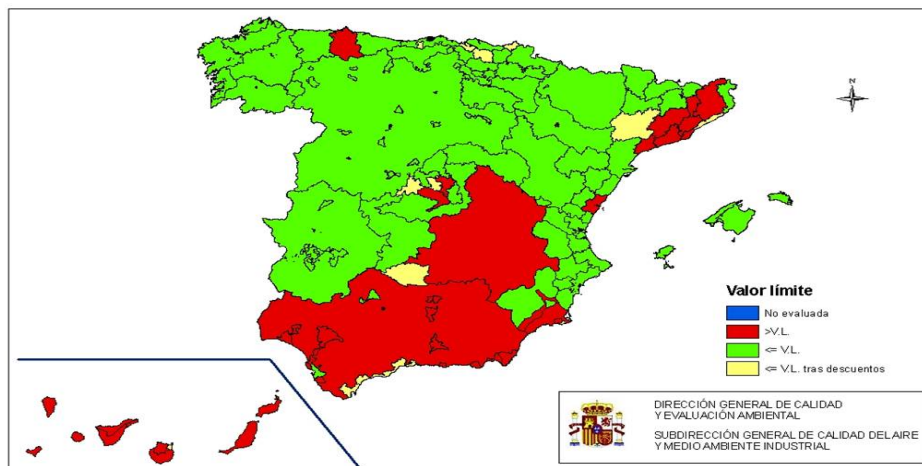 N
Valor límite
No evaluada
>V.L.
<= V.L.
<= V.L. tras descuentos
DIRECCIÓN GENERAL DE CALIDAD
Y EVALUACIÓN AMBIENTAL
SUBDIRECCIÓN GENERAL DE CALIDAD DEL AIRE
Y MEDIO AMBIENTE INDUSTRIAL